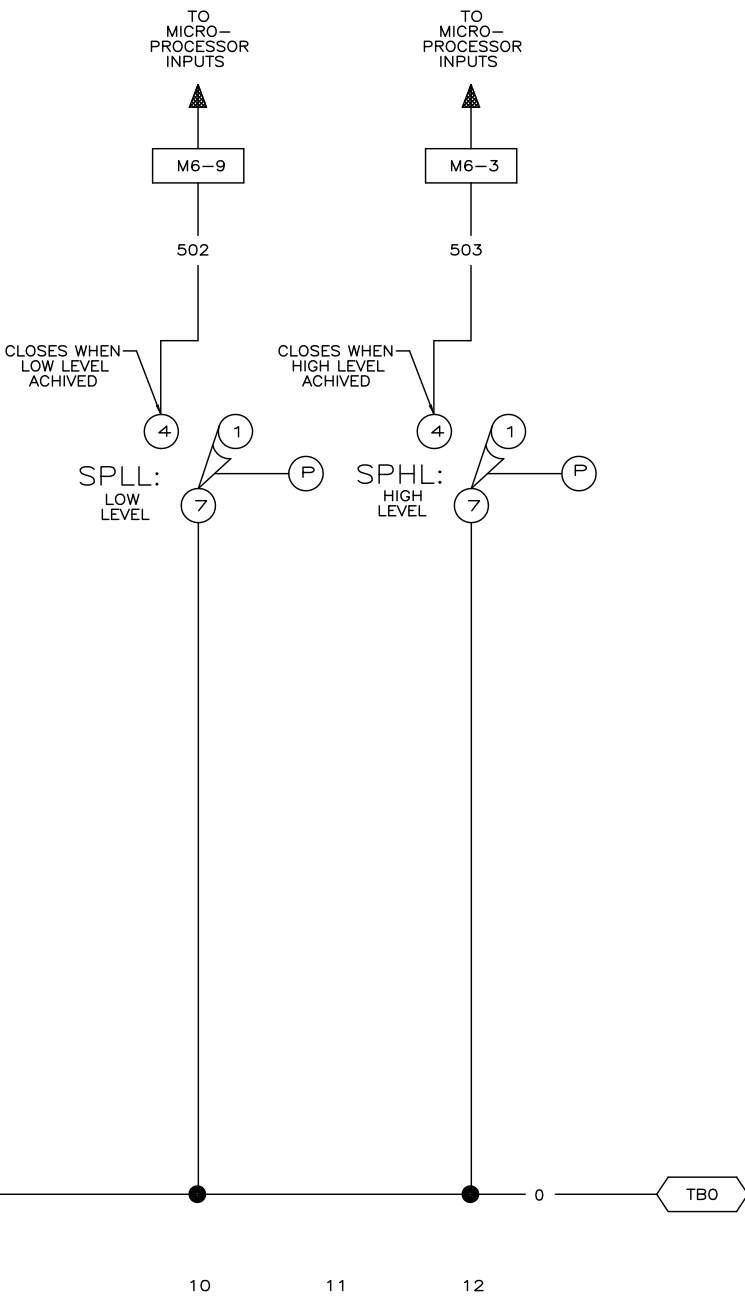 TO
MICRO-
PROCESSOR
INPUTS
TO
MICRO-
PROCESSOR
INPUTS
M6-9
M6-3
502
503
CLOSES WHEN
LOW LEVEL
ACHIVED
CLOSES WHEN
HIGH LEVEL
ACHIVED
4
1
4
1
SPLL:
LOW
LEVEL
P
7
SPHL:
HIGH
LEVEL
P
7
0
TB0
10
11
12